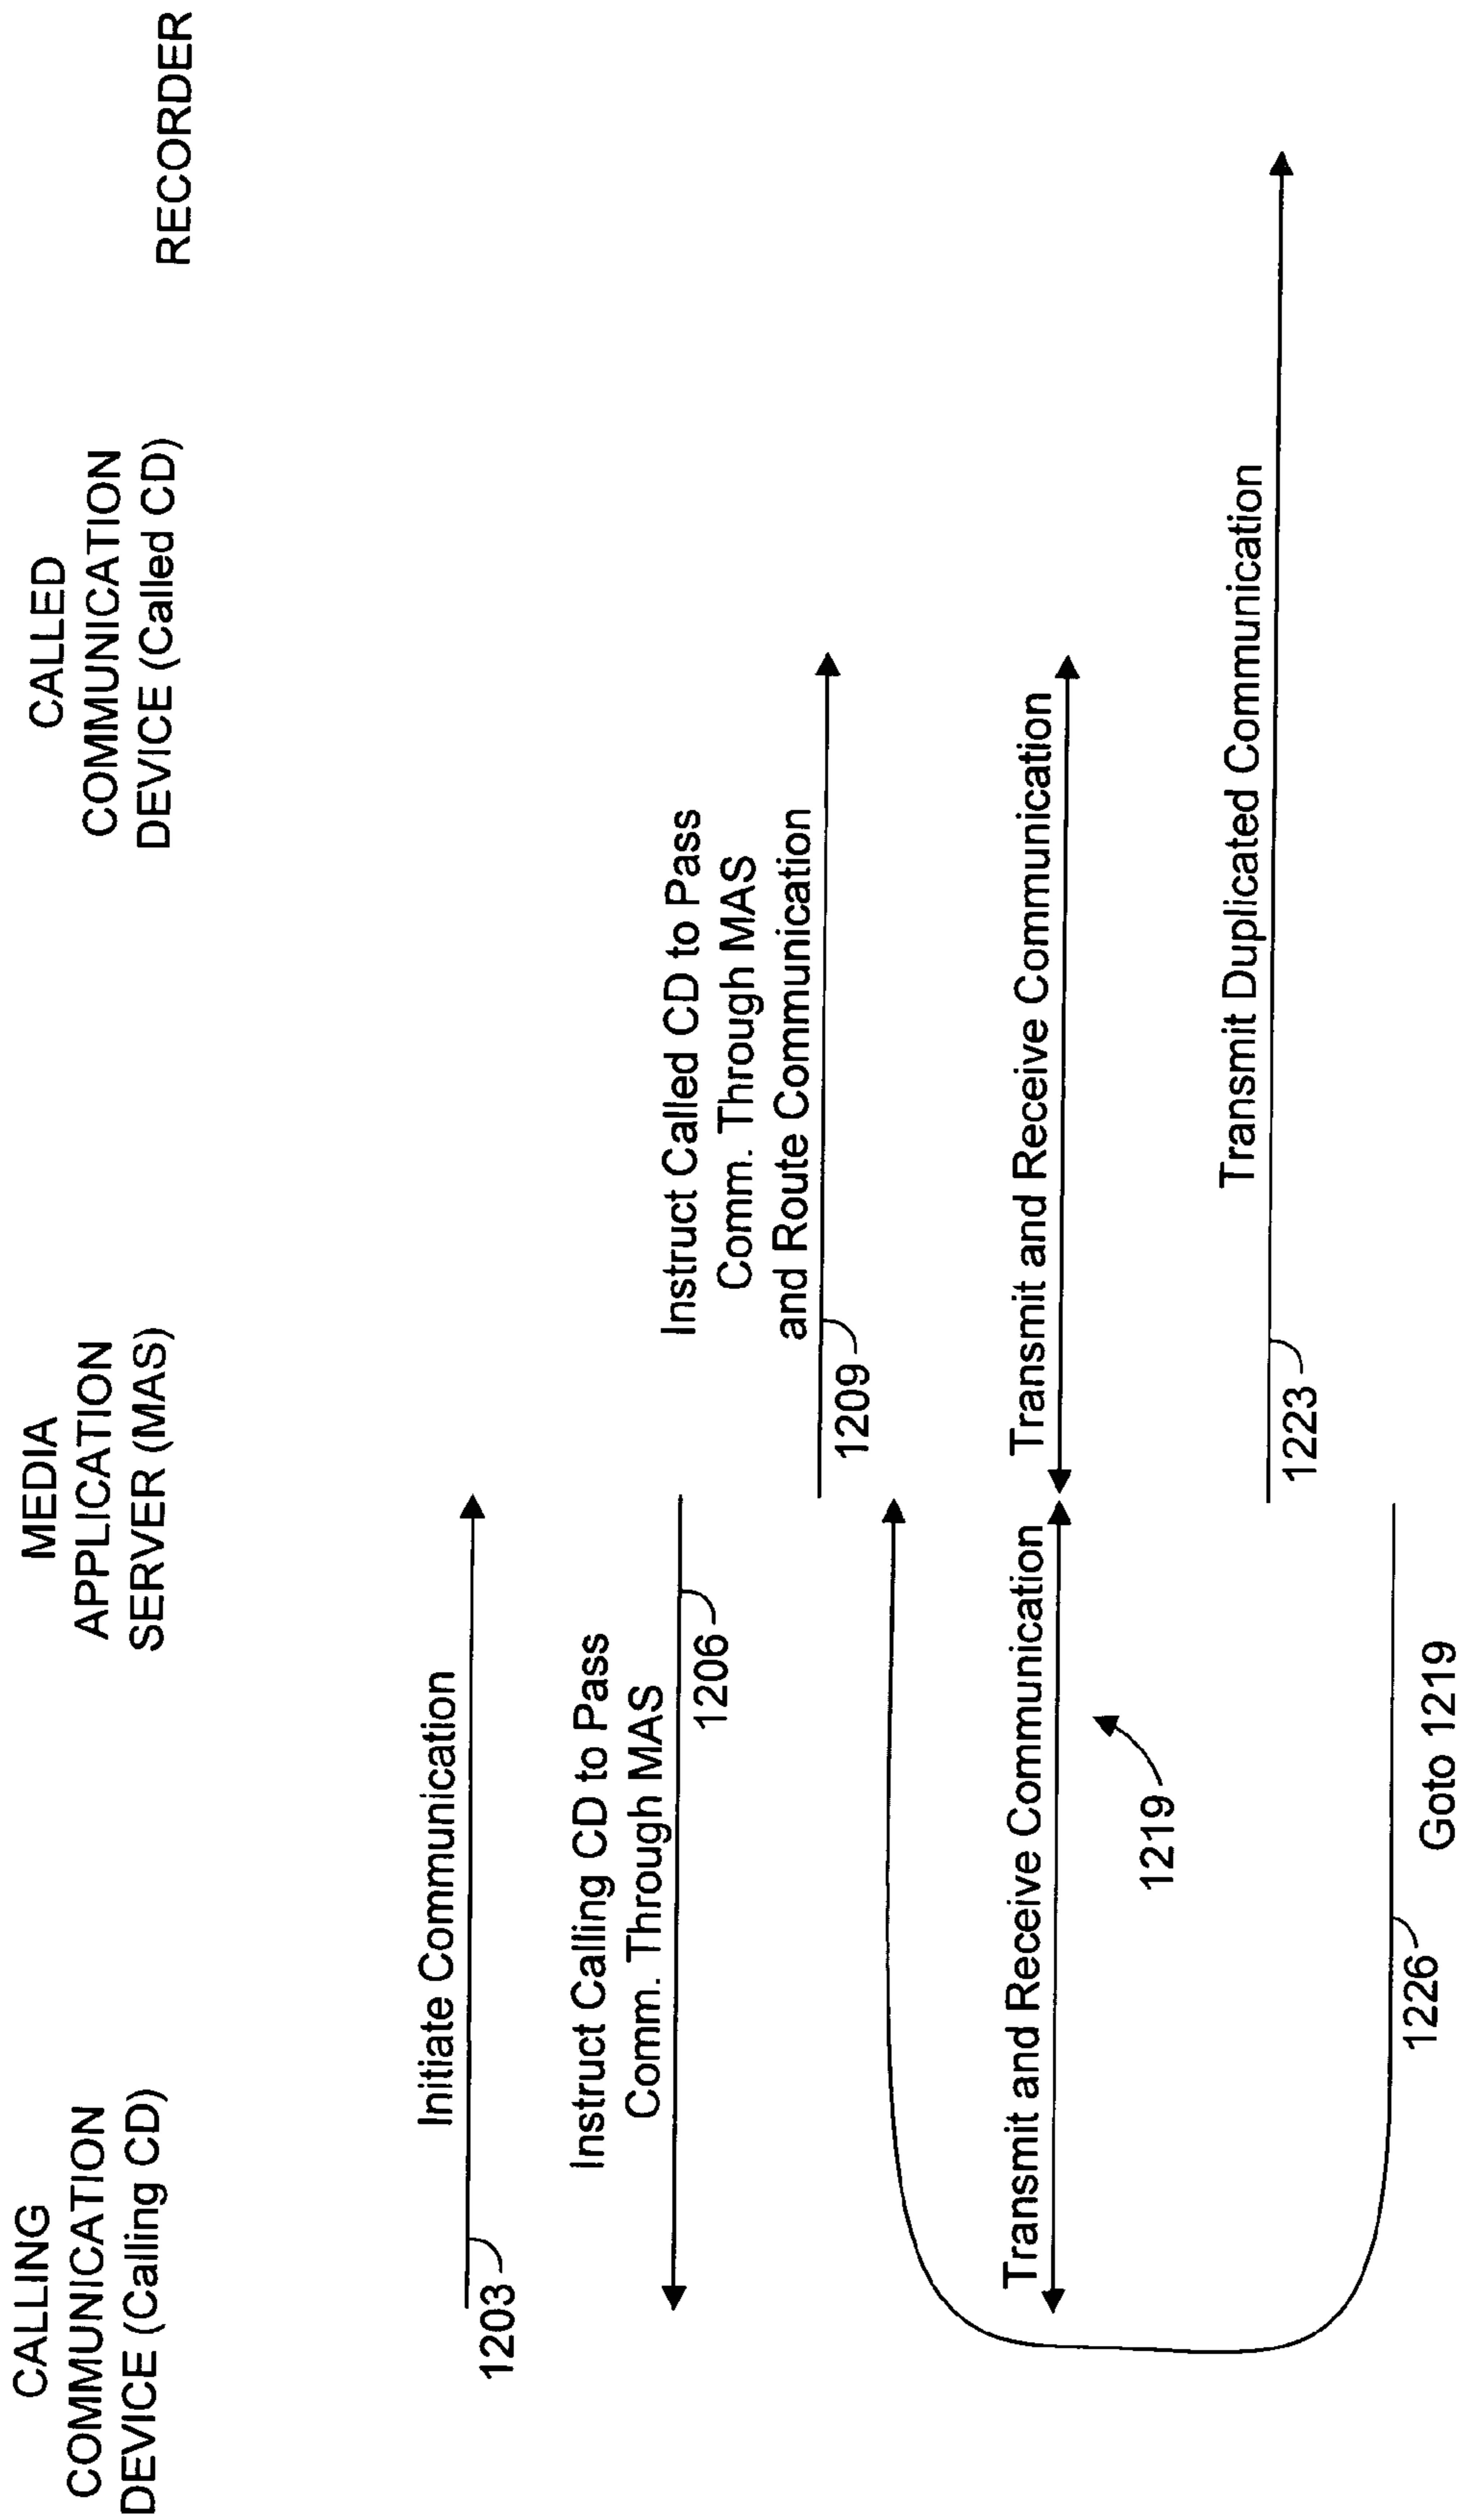 CALLING
COMMUNICATION
DEVICE (Calling CD)
MEDIA
APPLICATION
SERVER (MAS)
CALLED
COMMUNICATION
DEVICE (Called CD)
RECORDER
Initiate Communication
1203
Instruct Calling CD to Pass
Comm. Through MAS
1206
Instruct Called CD to Pass
Comm. Through MAS
and Route Communication
1209
Transmit and Receive Communication
Transmit and Receive Communication
1219
Transmit Duplicated Communication
1223
1226
Goto 1219